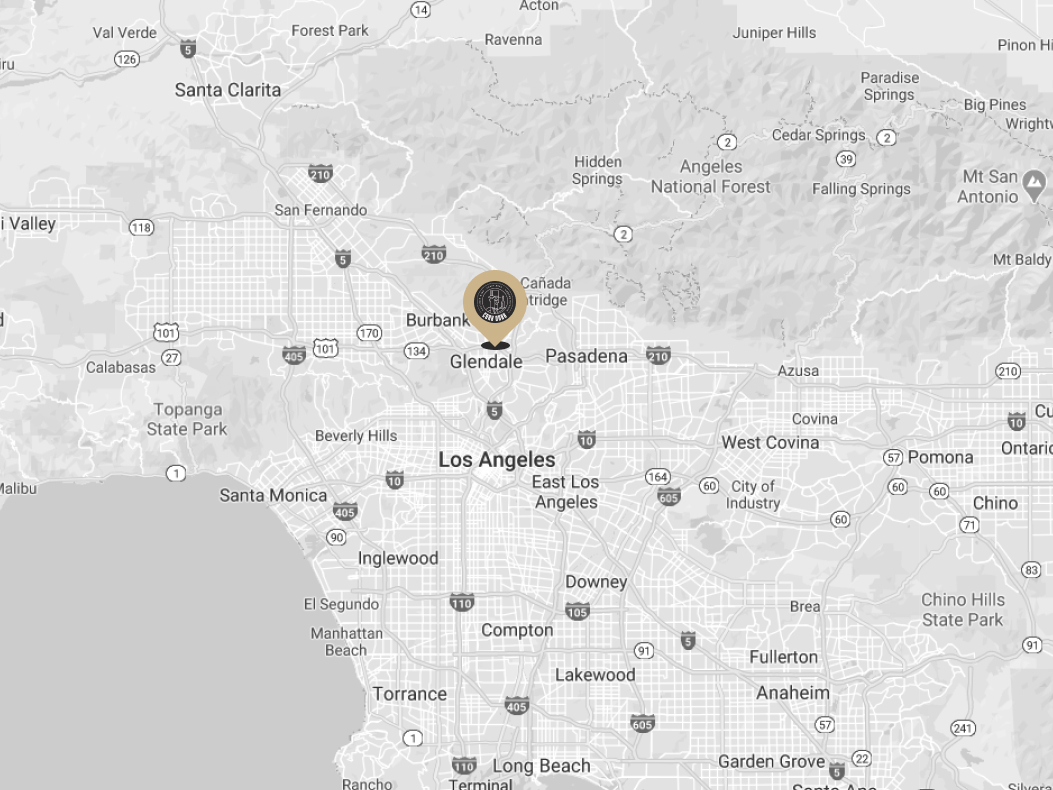 Acton
14
Val Verde
Forest Park
Ravenna
Juniper Hills
5
126
Pinon Hi
iru
Santa Clarita
Paradise
Springs
Big Pines
Wrightw
2
Cedar Springs
2
39
210
Hidden
Springs
Angeles
National Forest
Mt San
Antonio
Falling Springs
San Fernando
i Valley
118
2
5
210
Mt Baldy
Cañada
ntridge
Burbank
101
170
101
134
27
405
Calabasas
Glendale
Pasadena
210
Azusa
210
Topanga
State Park
5
Covina
10
Cu
Beverly Hills
10
West Covina
Ontario
Los Angeles
57
Pomona
1
10
164
Malibu
East Los
Angeles
60
City of
Industry
60
60
Santa Monica
605
Chino
405
60
71
90
Inglewood
83
Downey
El Segundo
110
105
Brea
Chino Hills
State Park
Manhattan
Beach
Compton
5
91
91
Fullerton
Lakewood
Torrance
Anaheim
405
605
57
241
1
22
110
Long Beach
Garden Grove
5
Rancho
Terminal
Santa Ana
Silvera